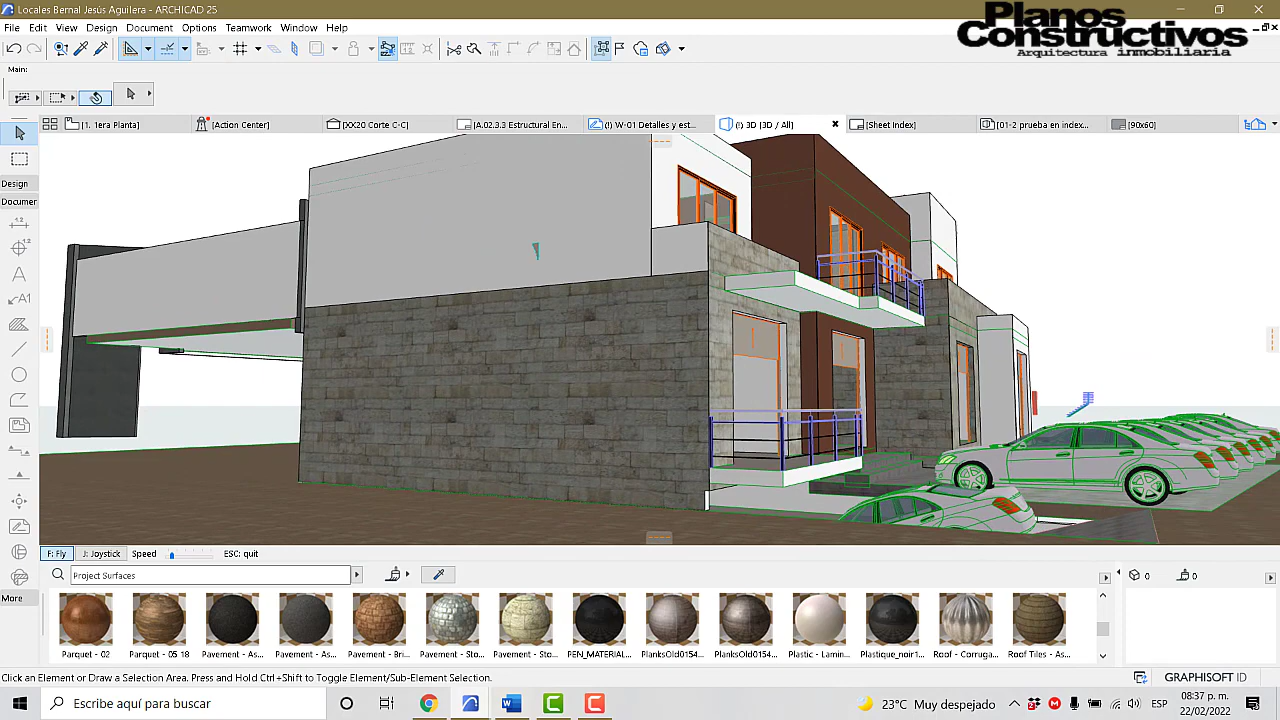 Locales Bernal Jesús Aguilera - ARCHICAD 25
Planos
Constructivos
Arquitectura inmobiliaria
File Edit View Design Document Options Teamwork Window Help
Main:
[1. 1era Planta] [Action Center] [XX20 Corte C-C] [A.02.3.3 Estructural En... (!) W-01 Detalles y est... (!) 3D [3D / All] [Sheet Index] [01-2 prueba en index... [90x60]
Design
Documen
More
F: Fly J: Joystick Speed ESC: quit
Project Surfaces
0 0
Parquet - 02 Parquet - 05 18 Pavement - As... Pavement - As... Pavement - Bri... Pavement - Sto... Pavement - Sto... PEN_MATERIAL... PlanksOld0154... PlanksOld0154... Plastic - Lamin... Plastique_noir1... Roof - Corruga... Roof Tiles - As...
Click an Element or Draw a Selection Area. Press and Hold Ctrl+Shift to Toggle Element/Sub-Element Selection.
GRAPHISOFT ID
Escribe aquí para buscar
23°C Muy despejado
ESP
08:37 p. m.
22/02/2022